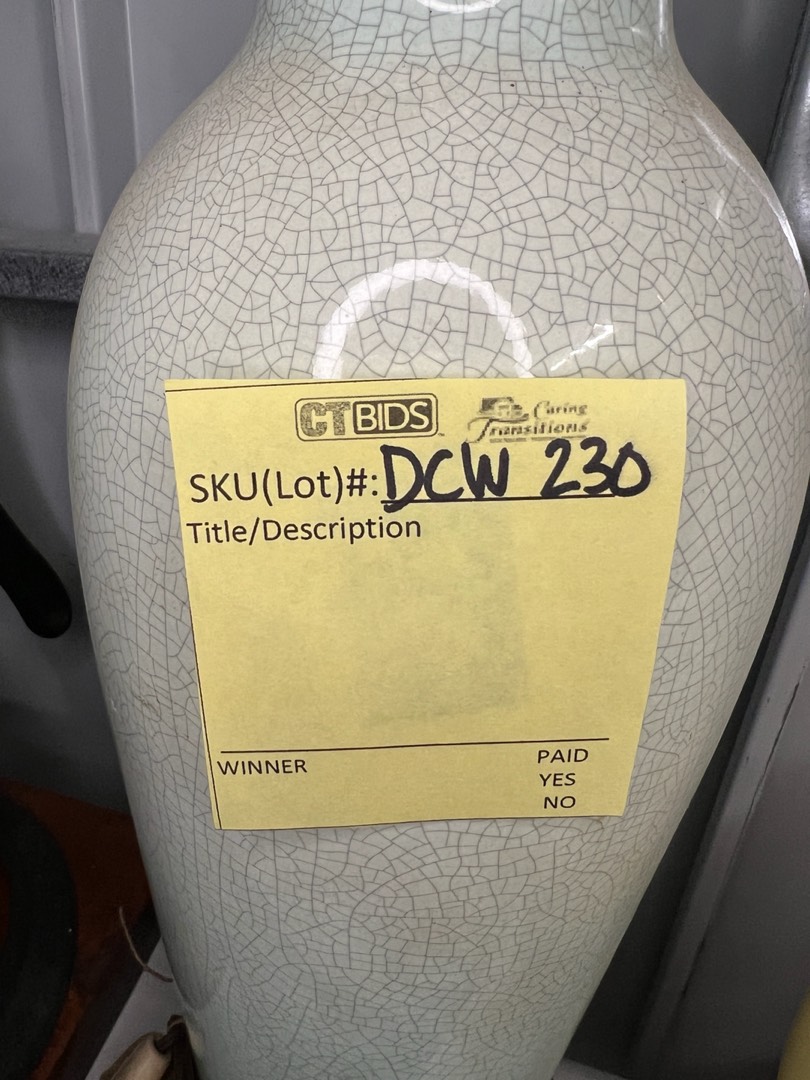 CTBIDS
Caring
Transitions
SKU(Lot)#: DCW 230
Title/Description
WINNER
PAID
YES
NO